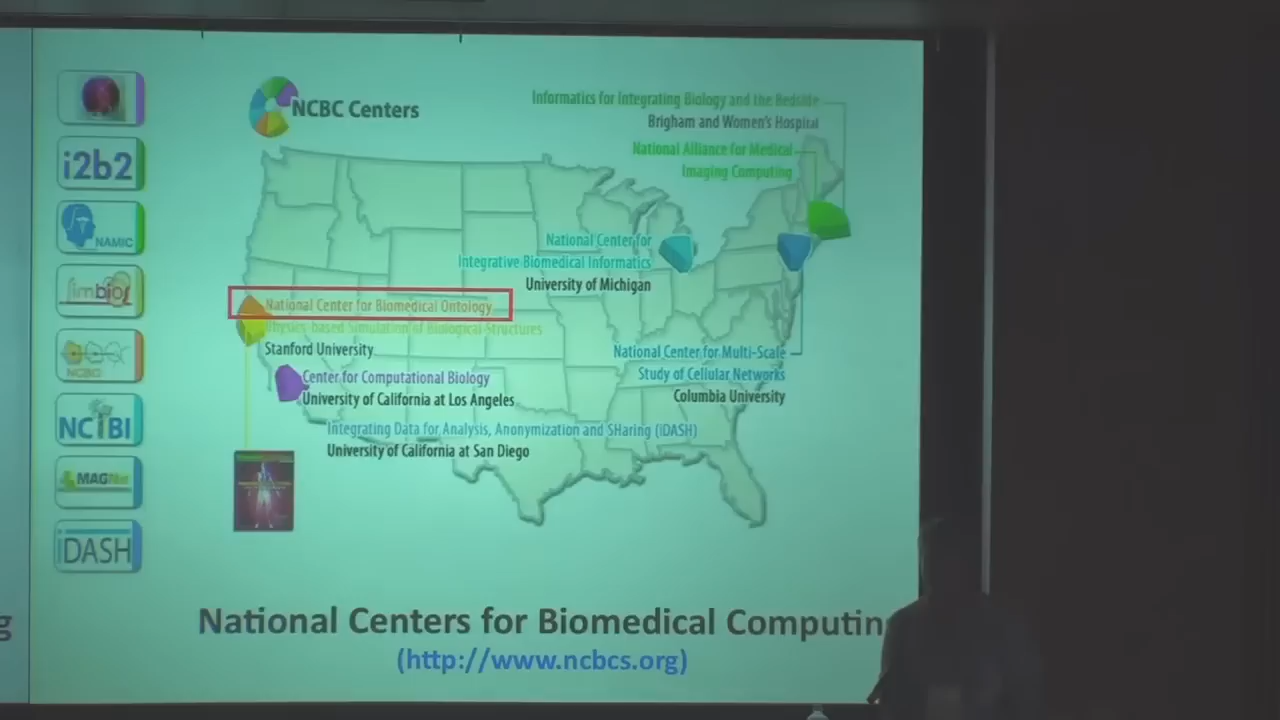 i2b2
NAMIC
simbios
NCBO
NCIBI
MAGNet
iDASH
NCBC Centers
Informatics for Integrating Biology and the Bedside
Brigham and Women's Hospital
National Alliance for Medical
Imaging Computing
National Center for
Integrative Biomedical Informatics
University of Michigan
National Center for Biomedical Ontology
Physics-based Simulation of Biological Structures
Stanford University
National Center for Multi-Scale
Study of Cellular Networks
Columbia University
Center for Computational Biology
University of California at Los Angeles
Integrating Data for Analysis, Anonymization and SHaring (iDASH)
University of California at San Diego
g
National Centers for Biomedical Computin
(http://www.ncbcs.org)